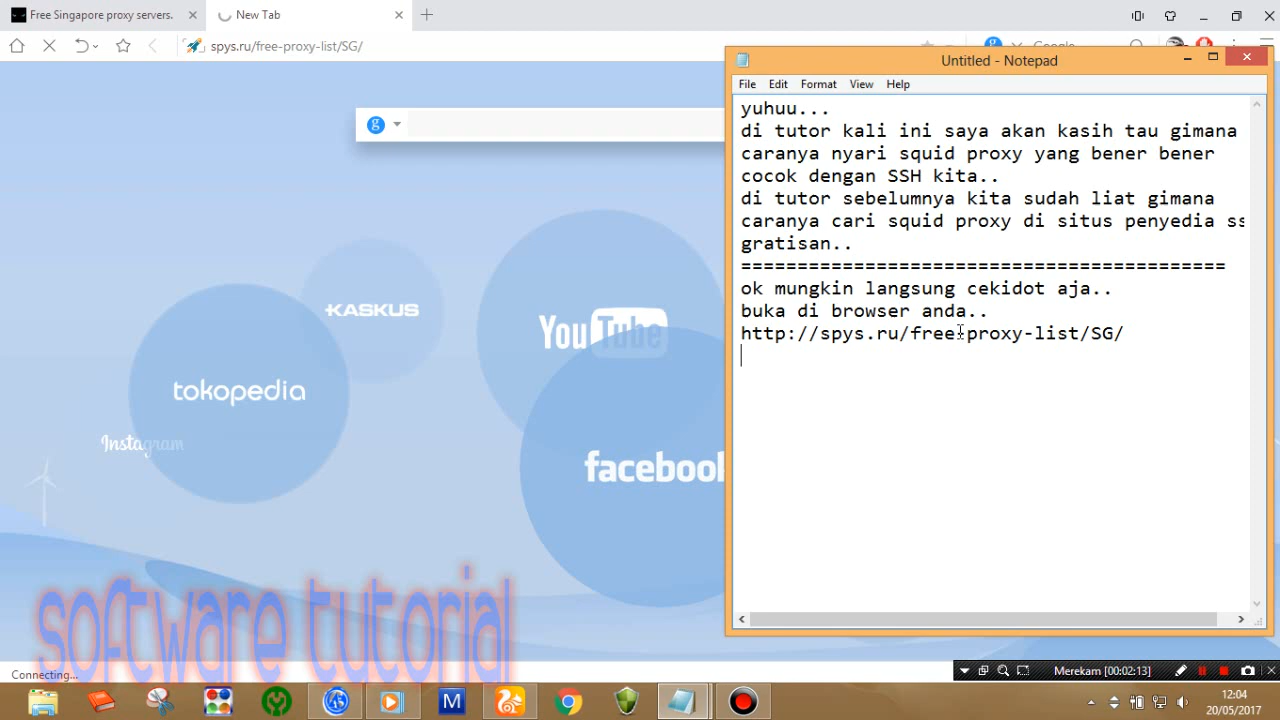 Free Singapore proxy servers.
New Tab
spys.ru/free-proxy-list/SG/
Google
Untitled - Notepad
File Edit Format View Help
yuhuu...
di tutor kali ini saya akan kasih tau gimana
caranya nyari squid proxy yang bener bener
cocok dengan SSH kita..
di tutor sebelumnya kita sudah liat gimana
caranya cari squid proxy di situs penyedia ss
gratisan..
===========================================
ok mungkin langsung cekidot aja..
buka di browser anda..
http://spys.ru/free-proxy-list/SG/
KASKUS
YouTube
tokopedia
Instagram
facebook
software tutorial
Connecting...
Merekam [00:02:13]
12:04
20/05/2017